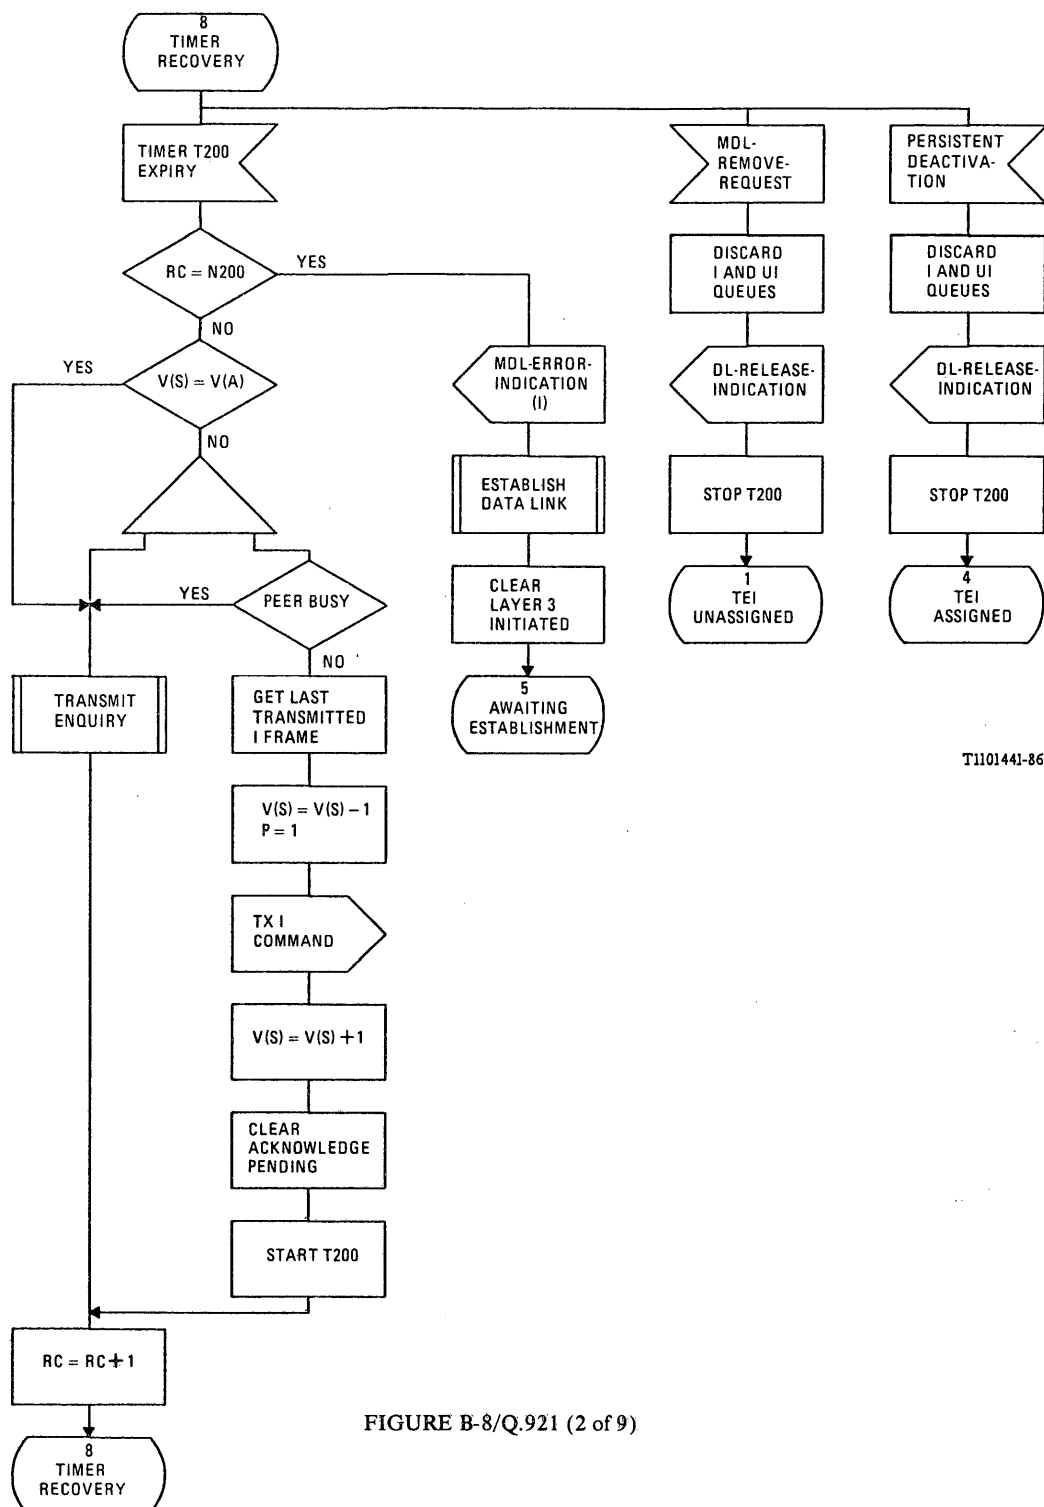 8
TIMER
RECOVERY
TIMER T200
EXPIRY
RC = N200
YES
NO
V(S) = V(A)
YES
NO
PEER BUSY
YES
NO
TRANSMIT
ENQUIRY
GET LAST
TRANSMITTED
I FRAME
V(S) = V(S) − 1
P = 1
TX I
COMMAND
V(S) = V(S) + 1
CLEAR
ACKNOWLEDGE
PENDING
START T200
RC = RC + 1
8
TIMER
RECOVERY
MDL-ERROR-
INDICATION
(I)
ESTABLISH
DATA LINK
CLEAR
LAYER 3
INITIATED
5
AWAITING
ESTABLISHMENT
MDL-
REMOVE-
REQUEST
DISCARD
I AND UI
QUEUES
DL-RELEASE-
INDICATION
STOP T200
1
TEI
UNASSIGNED
PERSISTENT
DEACTIVA-
TION
DISCARD
I AND UI
QUEUES
DL-RELEASE-
INDICATION
STOP T200
4
TEI
ASSIGNED
T1101441-86
FIGURE B-8/Q.921 (2 of 9)